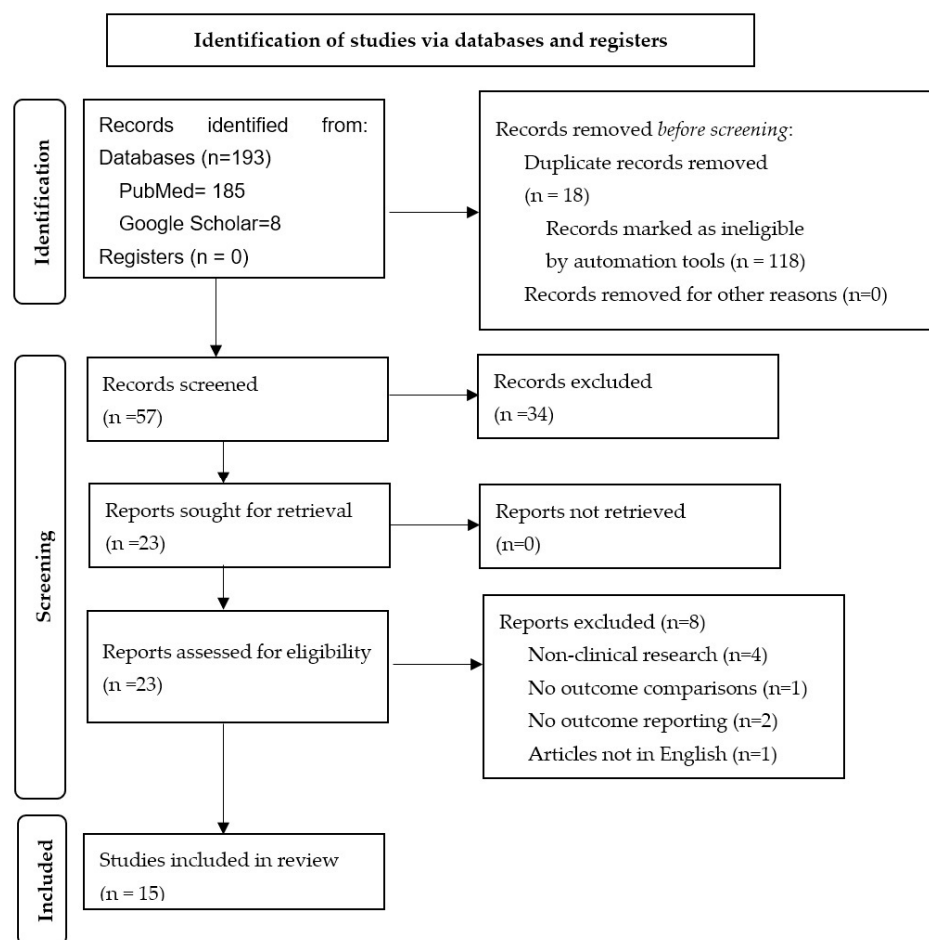 Identification of studies via databases and registers
Identification
Records identified from:
Databases (n=193)
PubMed= 185
Google Scholar=8
Registers (n = 0)
Records removed before screening:
Duplicate records removed
(n = 18)
Records marked as ineligible
by automation tools (n = 118)
Records removed for other reasons (n=0)
Screening
Records screened
(n =57)
Records excluded
(n =34)
Reports sought for retrieval
(n =23)
Reports not retrieved
(n=0)
Reports assessed for eligibility
(n =23)
Reports excluded (n=8)
Non-clinical research (n=4)
No outcome comparisons (n=1)
No outcome reporting (n=2)
Articles not in English (n=1)
Included
Studies included in review
(n = 15)